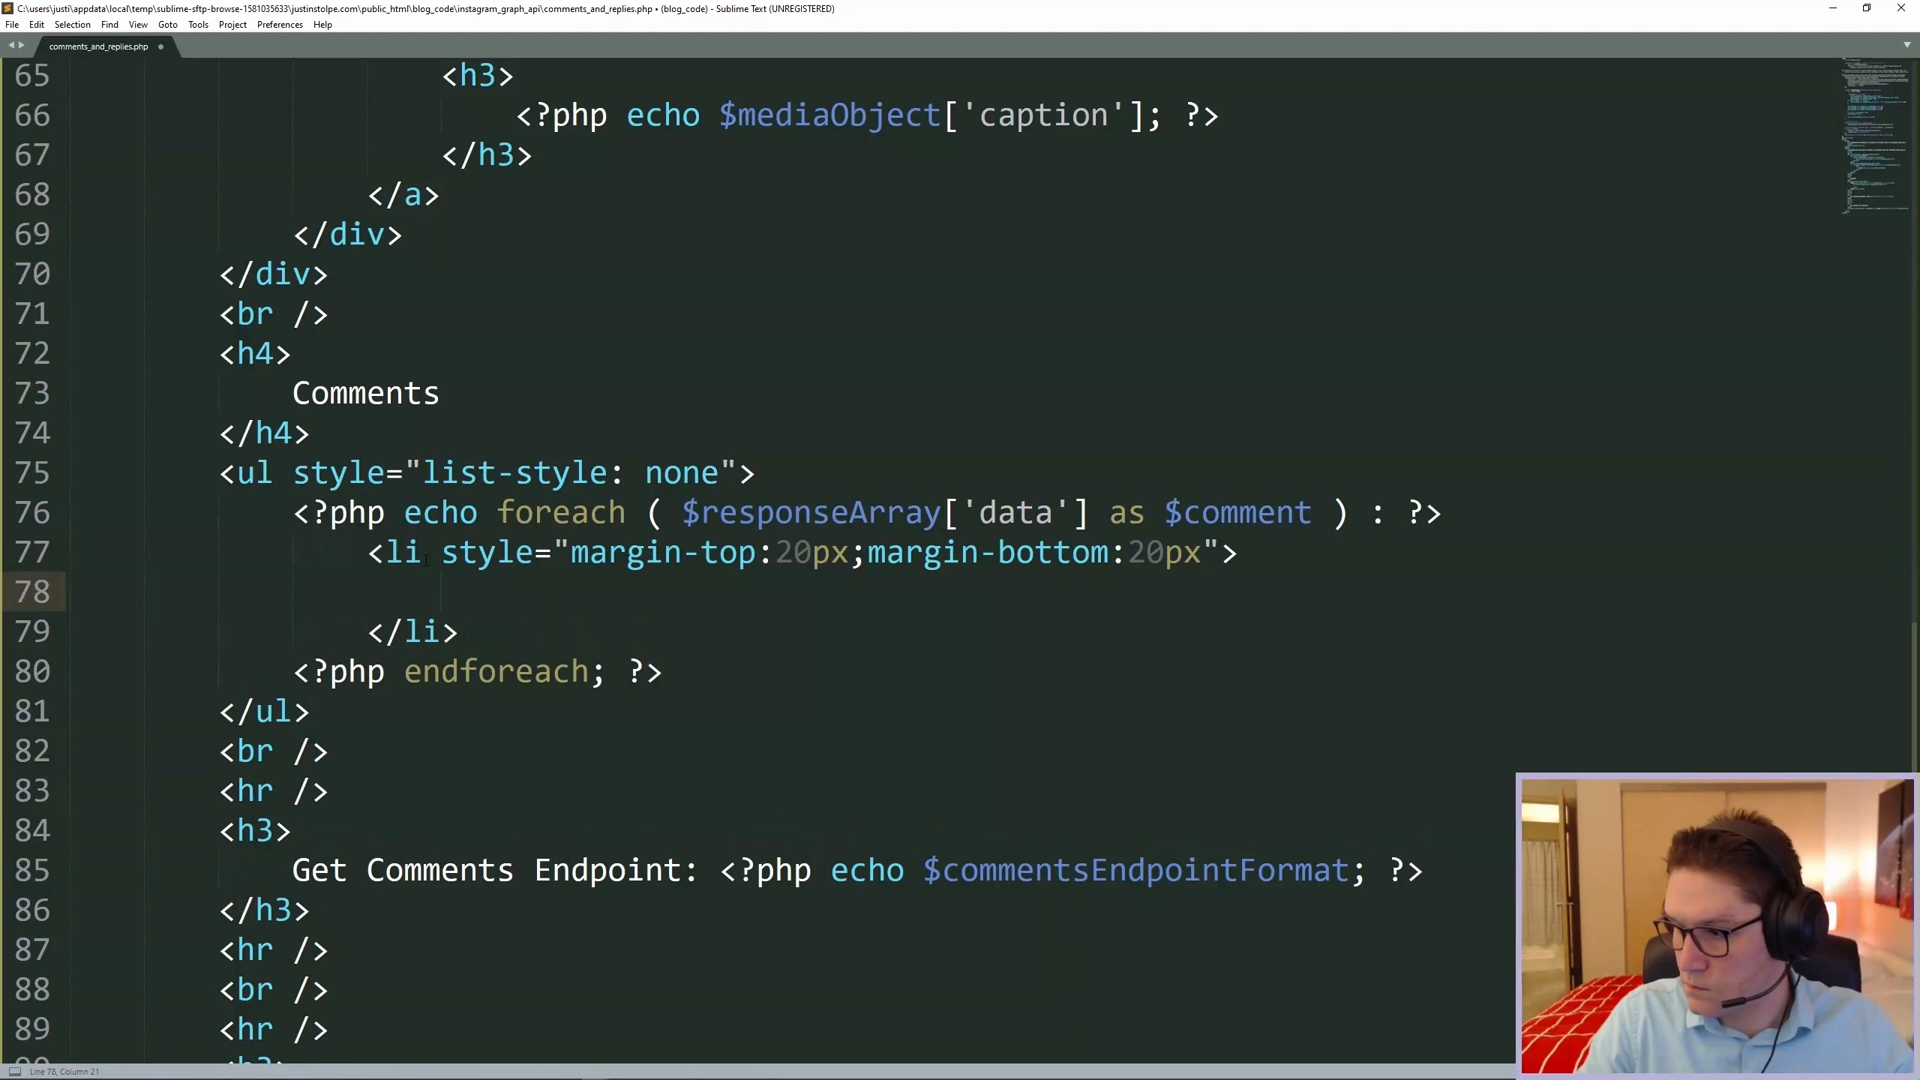 C:\users\justi\appdata\local\temp\sublime-sftp-browse-1581035633\justinstolpe.com\public_html\blog_code\instagram_graph_api\comments_and_replies.php • (blog_code) - Sublime Text (UNREGISTERED)
File Edit Selection Find View Goto Tools Project Preferences Help
comments_and_replies.php
65 <h3>
66 <?php echo $mediaObject['caption']; ?>
67 </h3>
68 </a>
69 </div>
70 </div>
71 <br />
72 <h4>
73 Comments
74 </h4>
75 <ul style="list-style: none">
76 <?php echo foreach ( $responseArray['data'] as $comment ) : ?>
77 <li style="margin-top:20px;margin-bottom:20px">
78
79 </li>
80 <?php endforeach; ?>
81 </ul>
82 <br />
83 <hr />
84 <h3>
85 Get Comments Endpoint: <?php echo $commentsEndpointFormat; ?>
86 </h3>
87 <hr />
88 <br />
89 <hr />
Line 78, Column 21